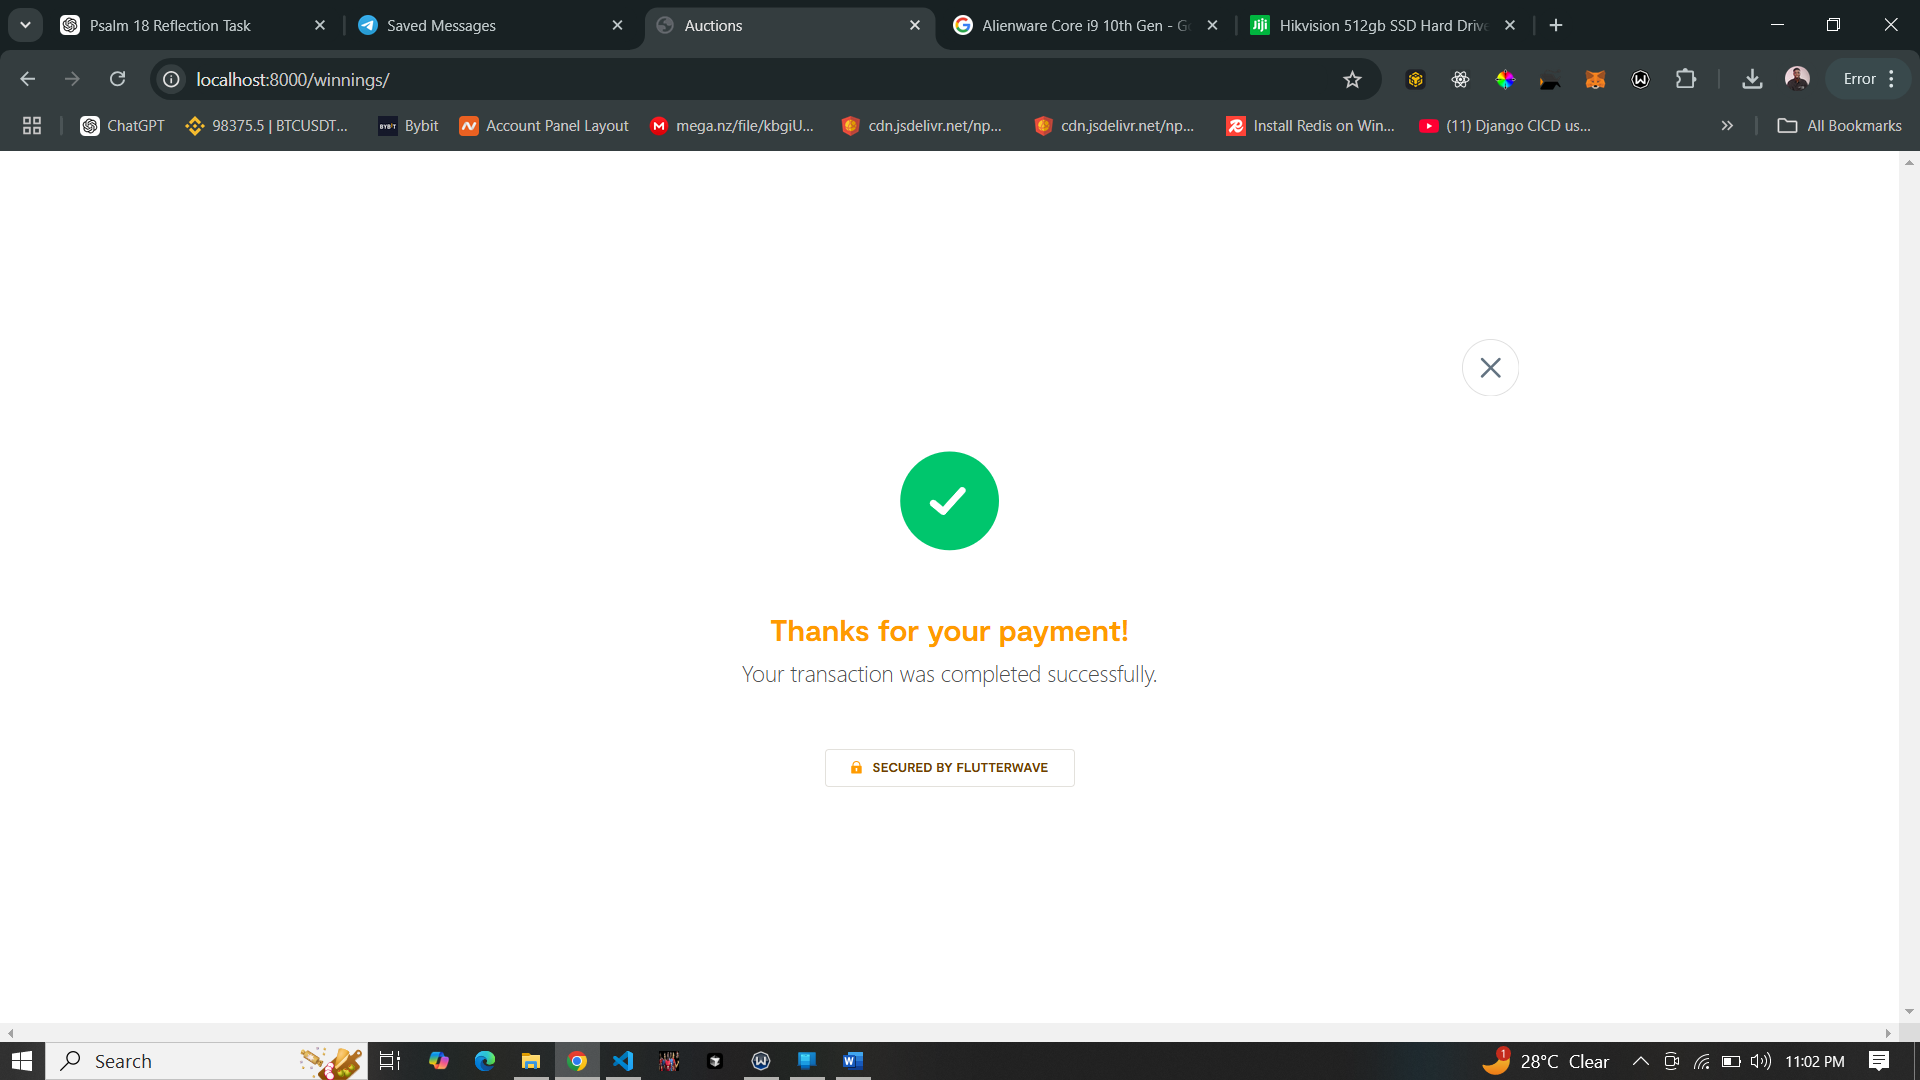 Psalm 18 Reflection Task
Saved Messages
Auctions
Alienware Core i9 10th Gen - G
Hikvision 512gb SSD Hard Drive
localhost:8000/winnings/
Error
ChatGPT
98375.5 | BTCUSDT...
BYBIT
Bybit
Account Panel Layout
mega.nz/file/kbgiU...
cdn.jsdelivr.net/np...
cdn.jsdelivr.net/np...
Install Redis on Win...
(11) Django CICD us...
All Bookmarks
Thanks for your payment!
Your transaction was completed successfully.
SECURED BY FLUTTERWAVE
Search
1
28°C Clear
11:02 PM